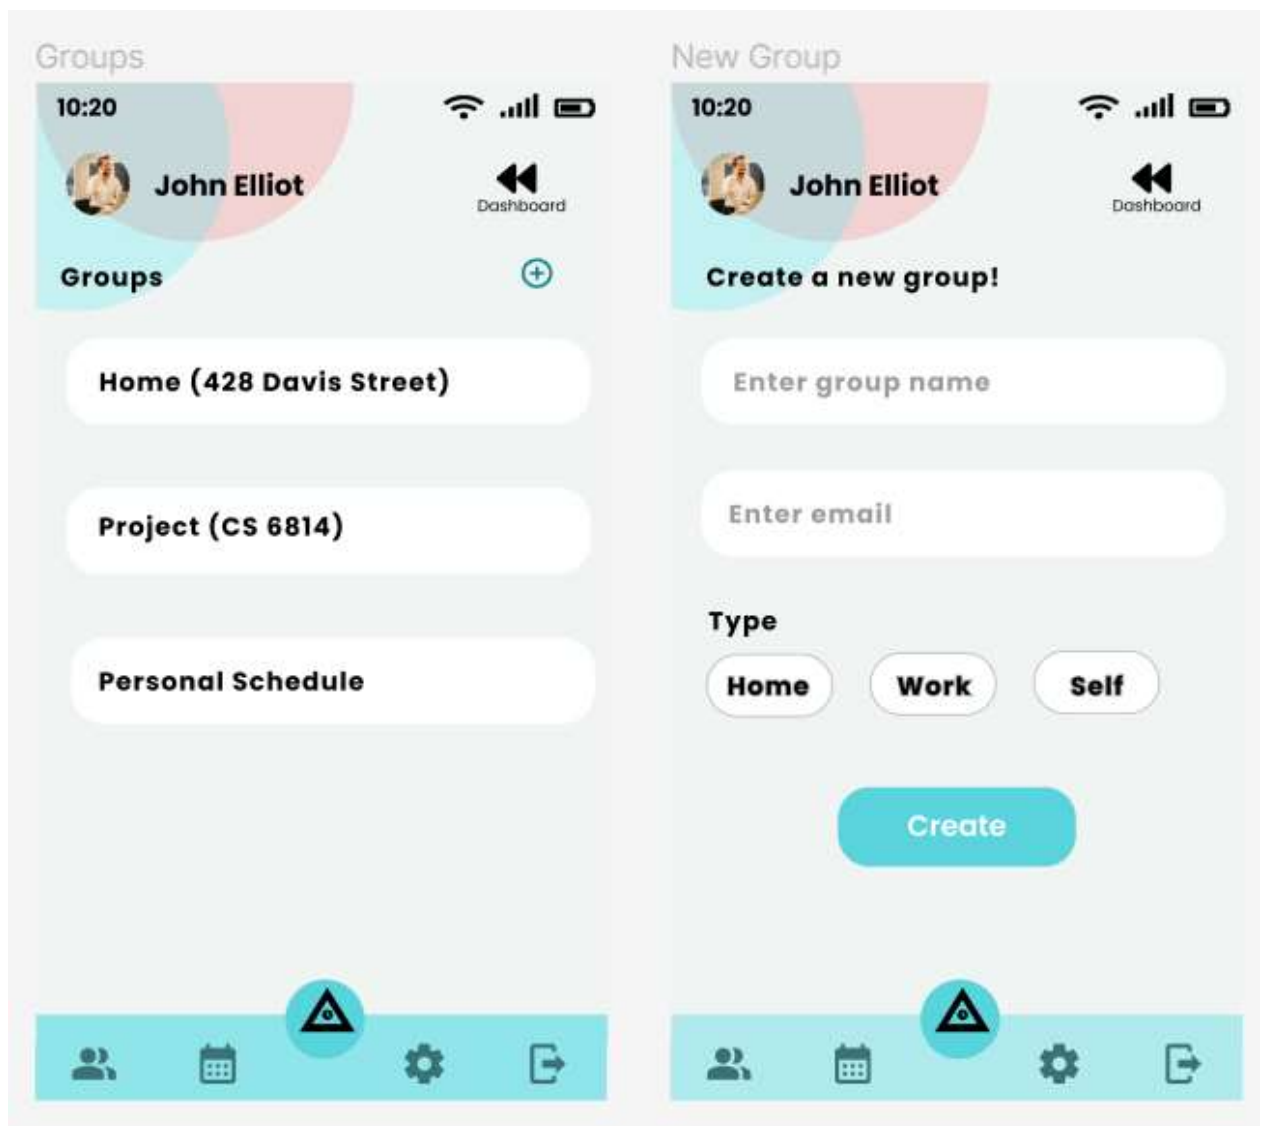 Groups
10:20
John Elliot
Dashboard
Groups
Home (428 Davis Street)
Project (CS 6814)
Personal Schedule
New Group
10:20
John Elliot
Dashboard
Create a new group!
Enter group name
Enter email
Type
Home Work Self
Create